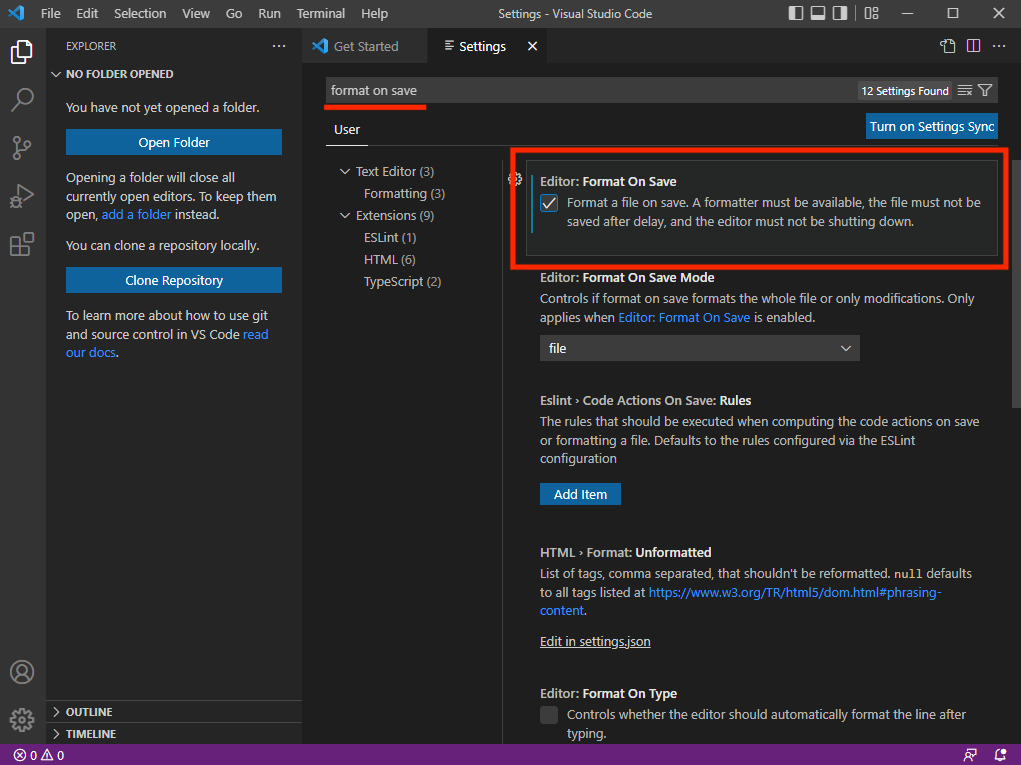 File Edit Selection View Go Run Terminal Help
Settings - Visual Studio Code
EXPLORER
NO FOLDER OPENED
You have not yet opened a folder.
Open Folder
Opening a folder will close all
currently open editors. To keep them
open, add a folder instead.
You can clone a repository locally.
Clone Repository
To learn more about how to use git
and source control in VS Code read
our docs.
OUTLINE
TIMELINE
Get Started
Settings
format on save
12 Settings Found
User
Turn on Settings Sync
Text Editor (3)
Formatting (3)
Extensions (9)
ESLint (1)
HTML (6)
TypeScript (2)
Editor: Format On Save
Format a file on save. A formatter must be available, the file must not be
saved after delay, and the editor must not be shutting down.
Editor: Format On Save Mode
Controls if format on save formats the whole file or only modifications. Only
applies when Editor: Format On Save is enabled.
file
Eslint › Code Actions On Save: Rules
The rules that should be executed when computing the code actions on save
or formatting a file. Defaults to the rules configured via the ESLint
configuration
Add Item
HTML › Format: Unformatted
List of tags, comma separated, that shouldn't be reformatted. null defaults
to all tags listed at https://www.w3.org/TR/html5/dom.html#phrasing-
content.
Edit in settings.json
Editor: Format On Type
Controls whether the editor should automatically format the line after
typing.
0 0